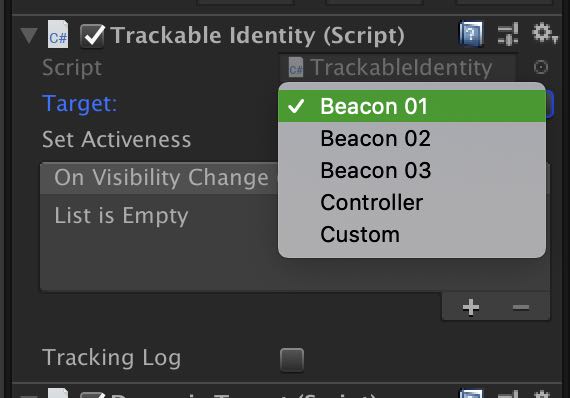 C# Trackable Identity (Script)
Script C# TrackableIdentity
Target:
✓ Beacon 01
Beacon 02
Beacon 03
Controller
Custom
Set Activeness
On Visibility Change
List is Empty
+ −
Tracking Log